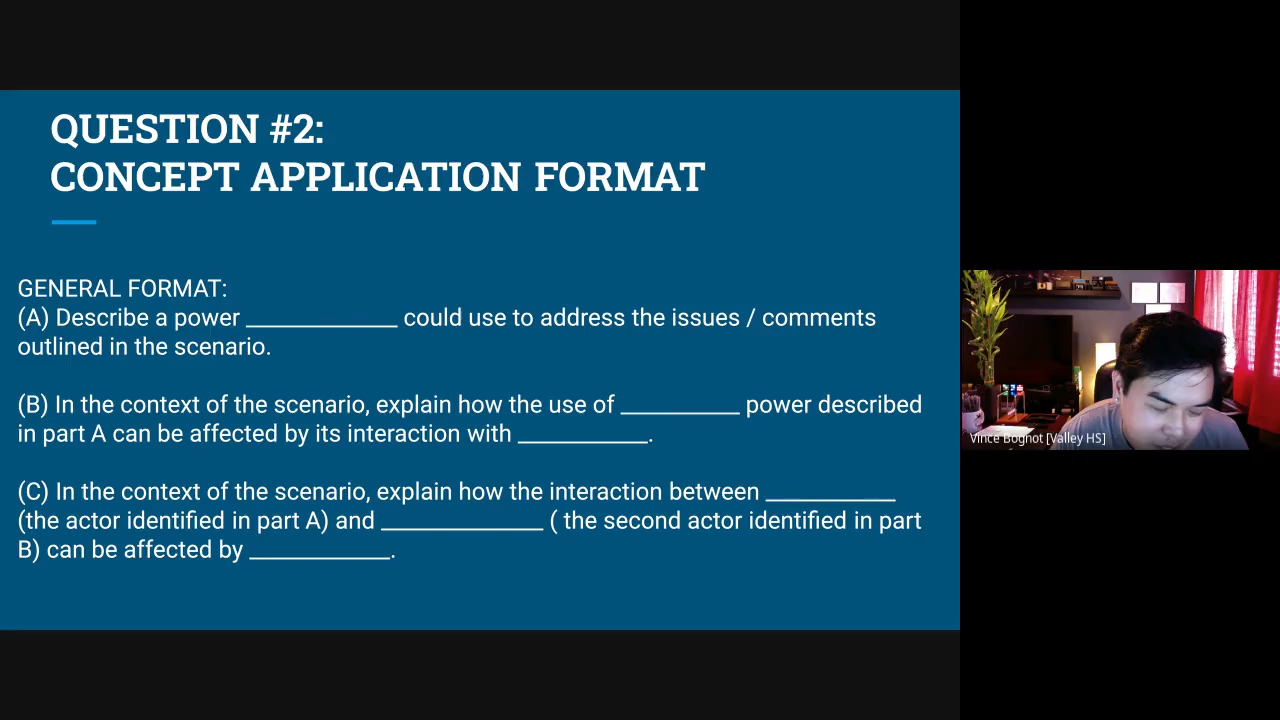 QUESTION #2:
CONCEPT APPLICATION FORMAT
GENERAL FORMAT:
(A) Describe a power _____________ could use to address the issues / comments
outlined in the scenario.
(B) In the context of the scenario, explain how the use of __________ power described
in part A can be affected by its interaction with ___________.
(C) In the context of the scenario, explain how the interaction between ___________
(the actor identified in part A) and ______________ ( the second actor identified in part
B) can be affected by ____________.
Vince Bognot [Valley HS]